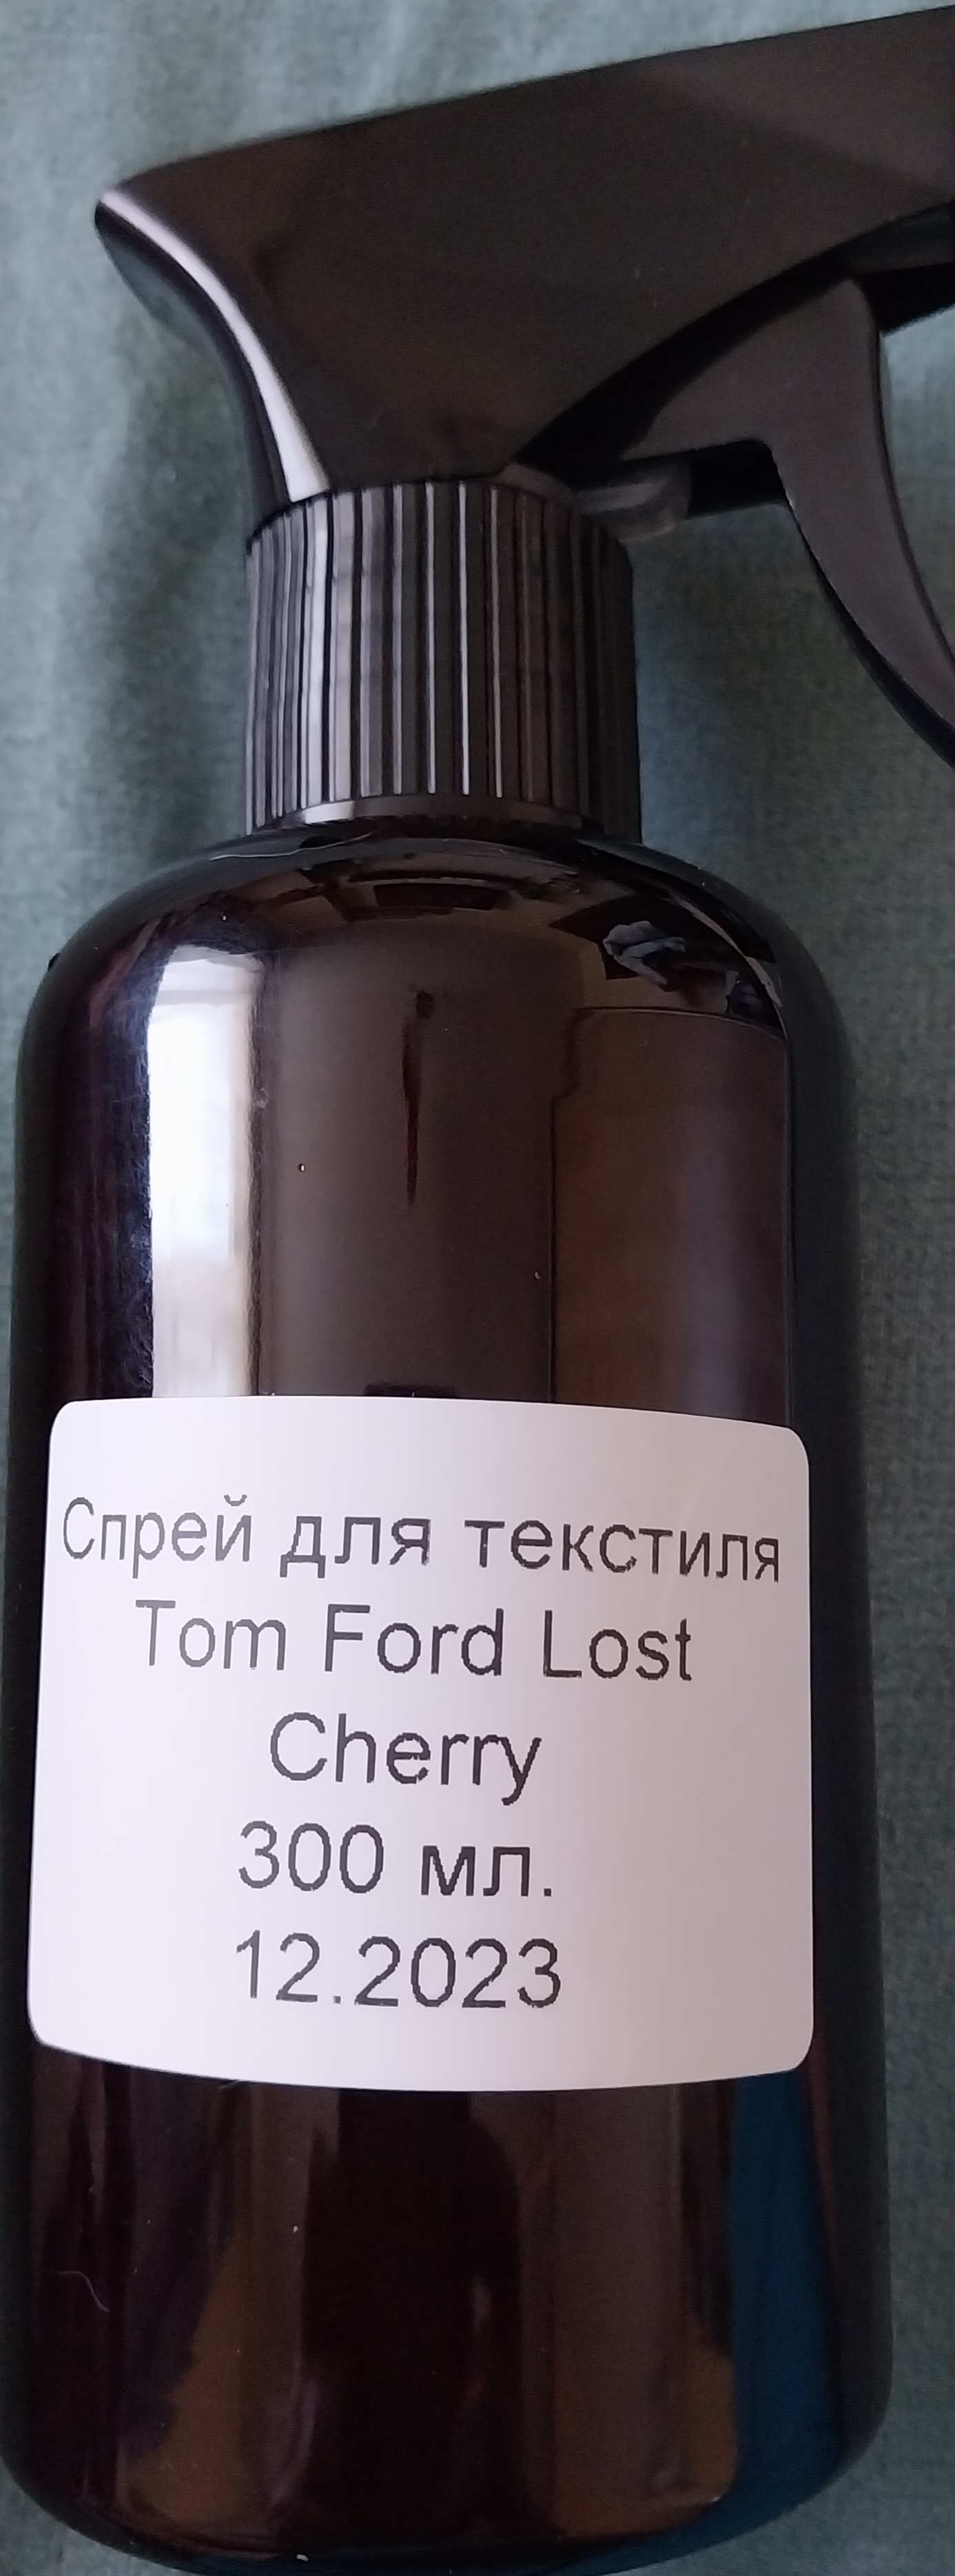 Спрей для текстиля
Tom Ford Lost
Cherry
300 мл.
12.2023